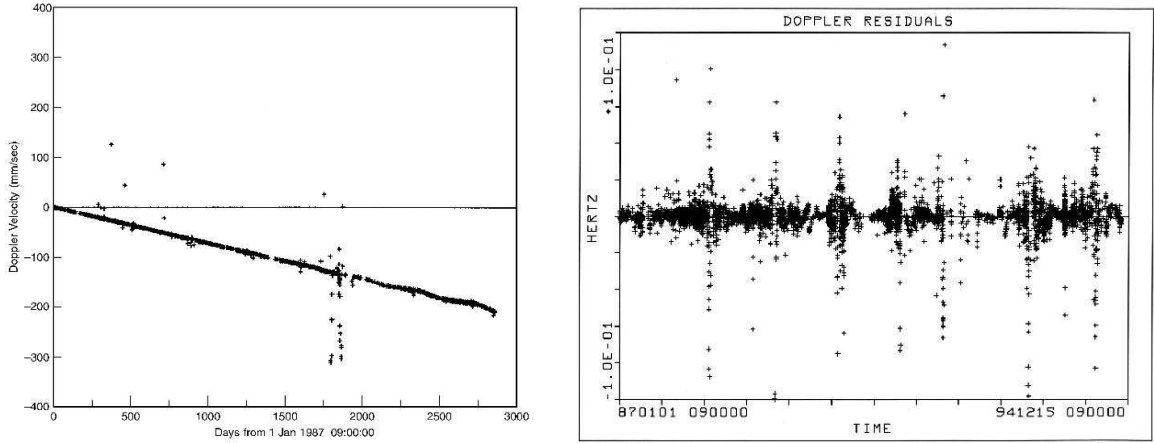 400
300
200
100
0
−100
−200
−300
−400
Doppler Velocity (mm/sec)
0
500
1000
1500
2000
2500
3000
Days from 1 Jan 1987 09:00:00
DOPPLER RESIDUALS
+1.0E-01
HERTZ
-1.0E-01
870101 090000
941215 090000
TIME